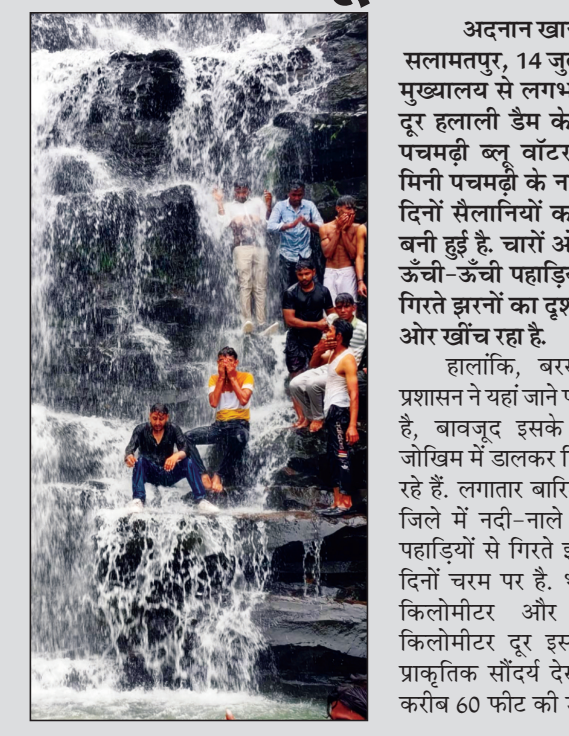 अदनान खा
सलामतपुर, 14 जु
मुख्यालय से लगभ
दूर हलाली डैम के
पचमढ़ी ब्लू वॉटर
मिनी पचमढ़ी के न
दिनों सैलानियों क
बनी हुई है. चारों ओ
ऊँची-ऊँची पहाड़िय
गिरते झरनों का दृश
ओर खींच रहा है.
हालांकि, बरस
प्रशासन ने यहां जाने प
है, बावजूद इसके
जोखिम में डालकर पि
रहे हैं. लगातार बारि
जिले में नदी-नाले
पहाड़ियों से गिरते झ
दिनों चरम पर है. भ
किलोमीटर और
किलोमीटर दूर इस
प्राकृतिक सौंदर्य देख
करीब 60 फीट की